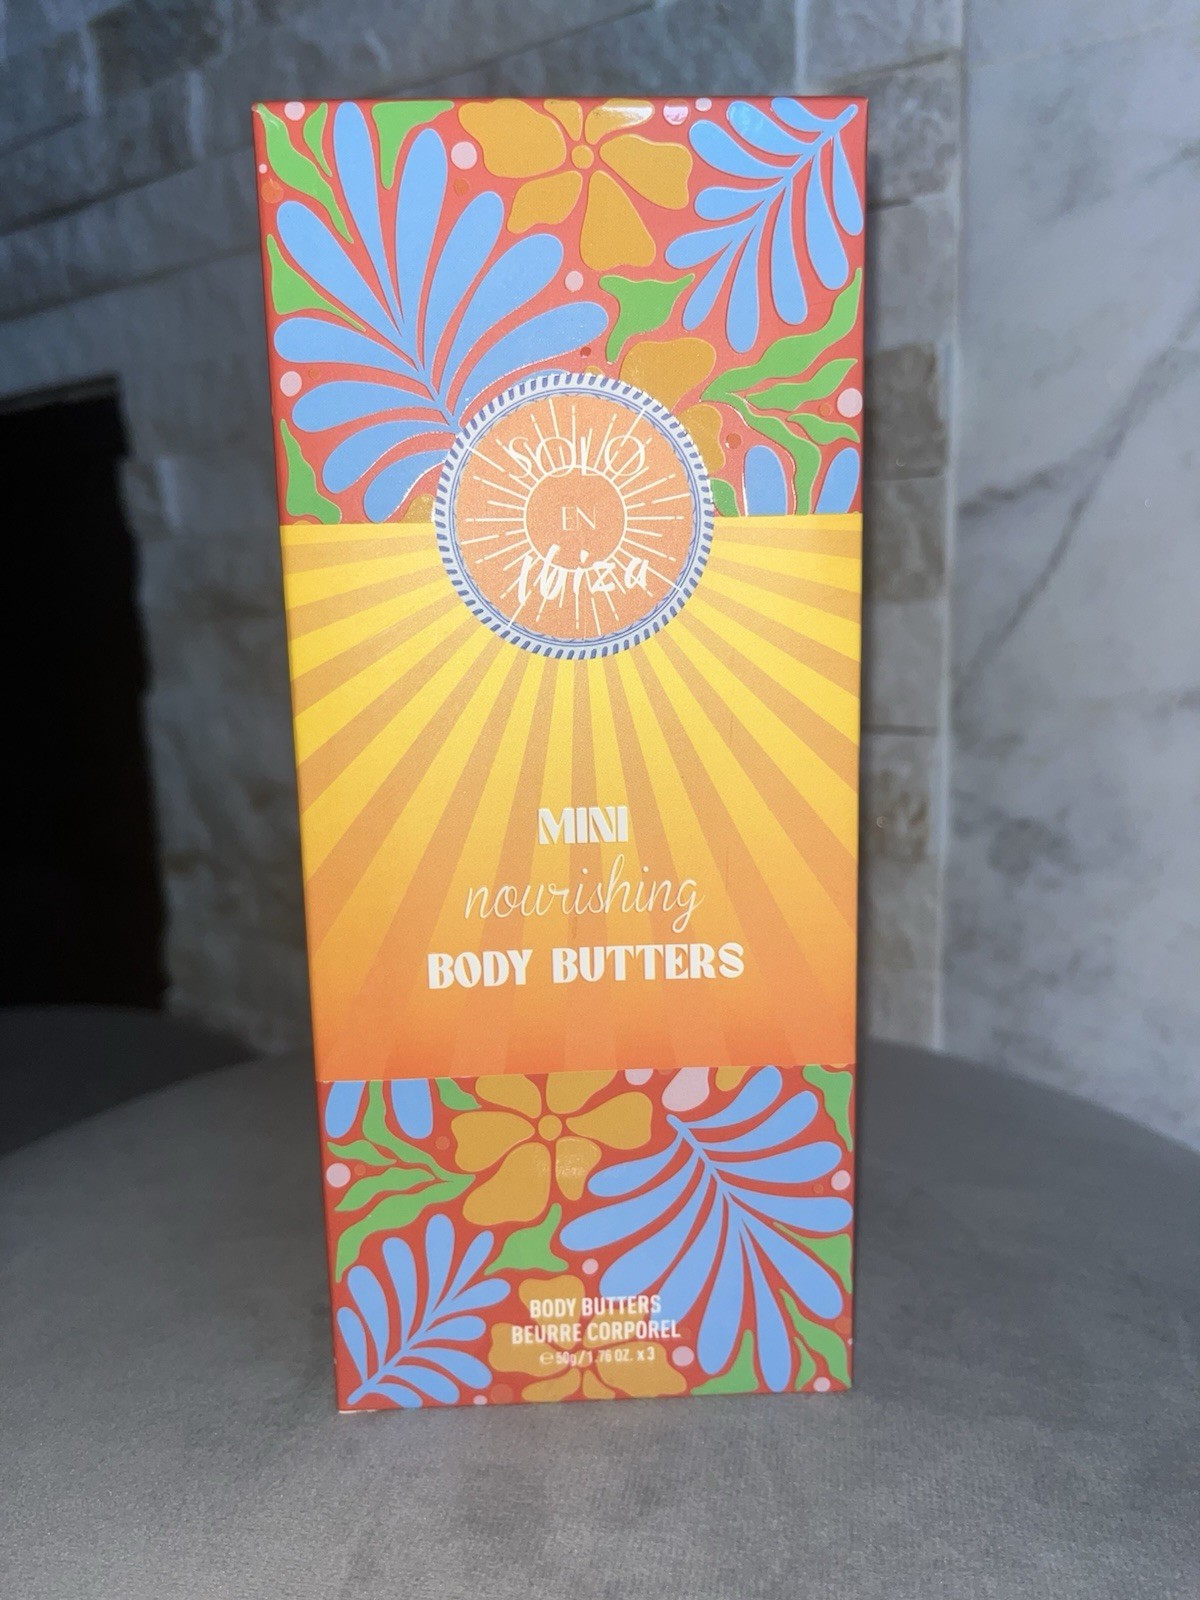 SOLO
EN
Ibiza
MINI
nourishing
BODY BUTTERS
BODY BUTTERS
BEURRE CORPOREL
℮ 50g / 1.76 OZ. x 3